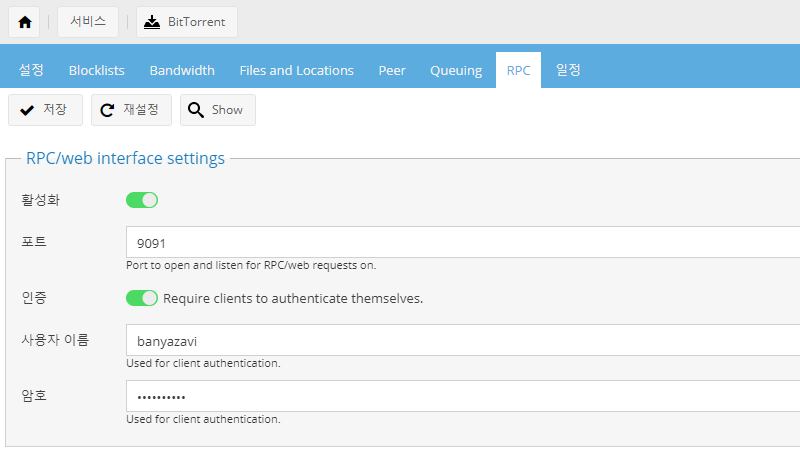 서비스 BitTorrent
설정 Blocklists Bandwidth Files and Locations Peer Queuing RPC 일정
저장 재설정 Show
RPC/web interface settings
활성화
포트 9091
Port to open and listen for RPC/web requests on.
인증 Require clients to authenticate themselves.
사용자 이름 banyazavi
Used for client authentication.
암호 ••••••••••
Used for client authentication.